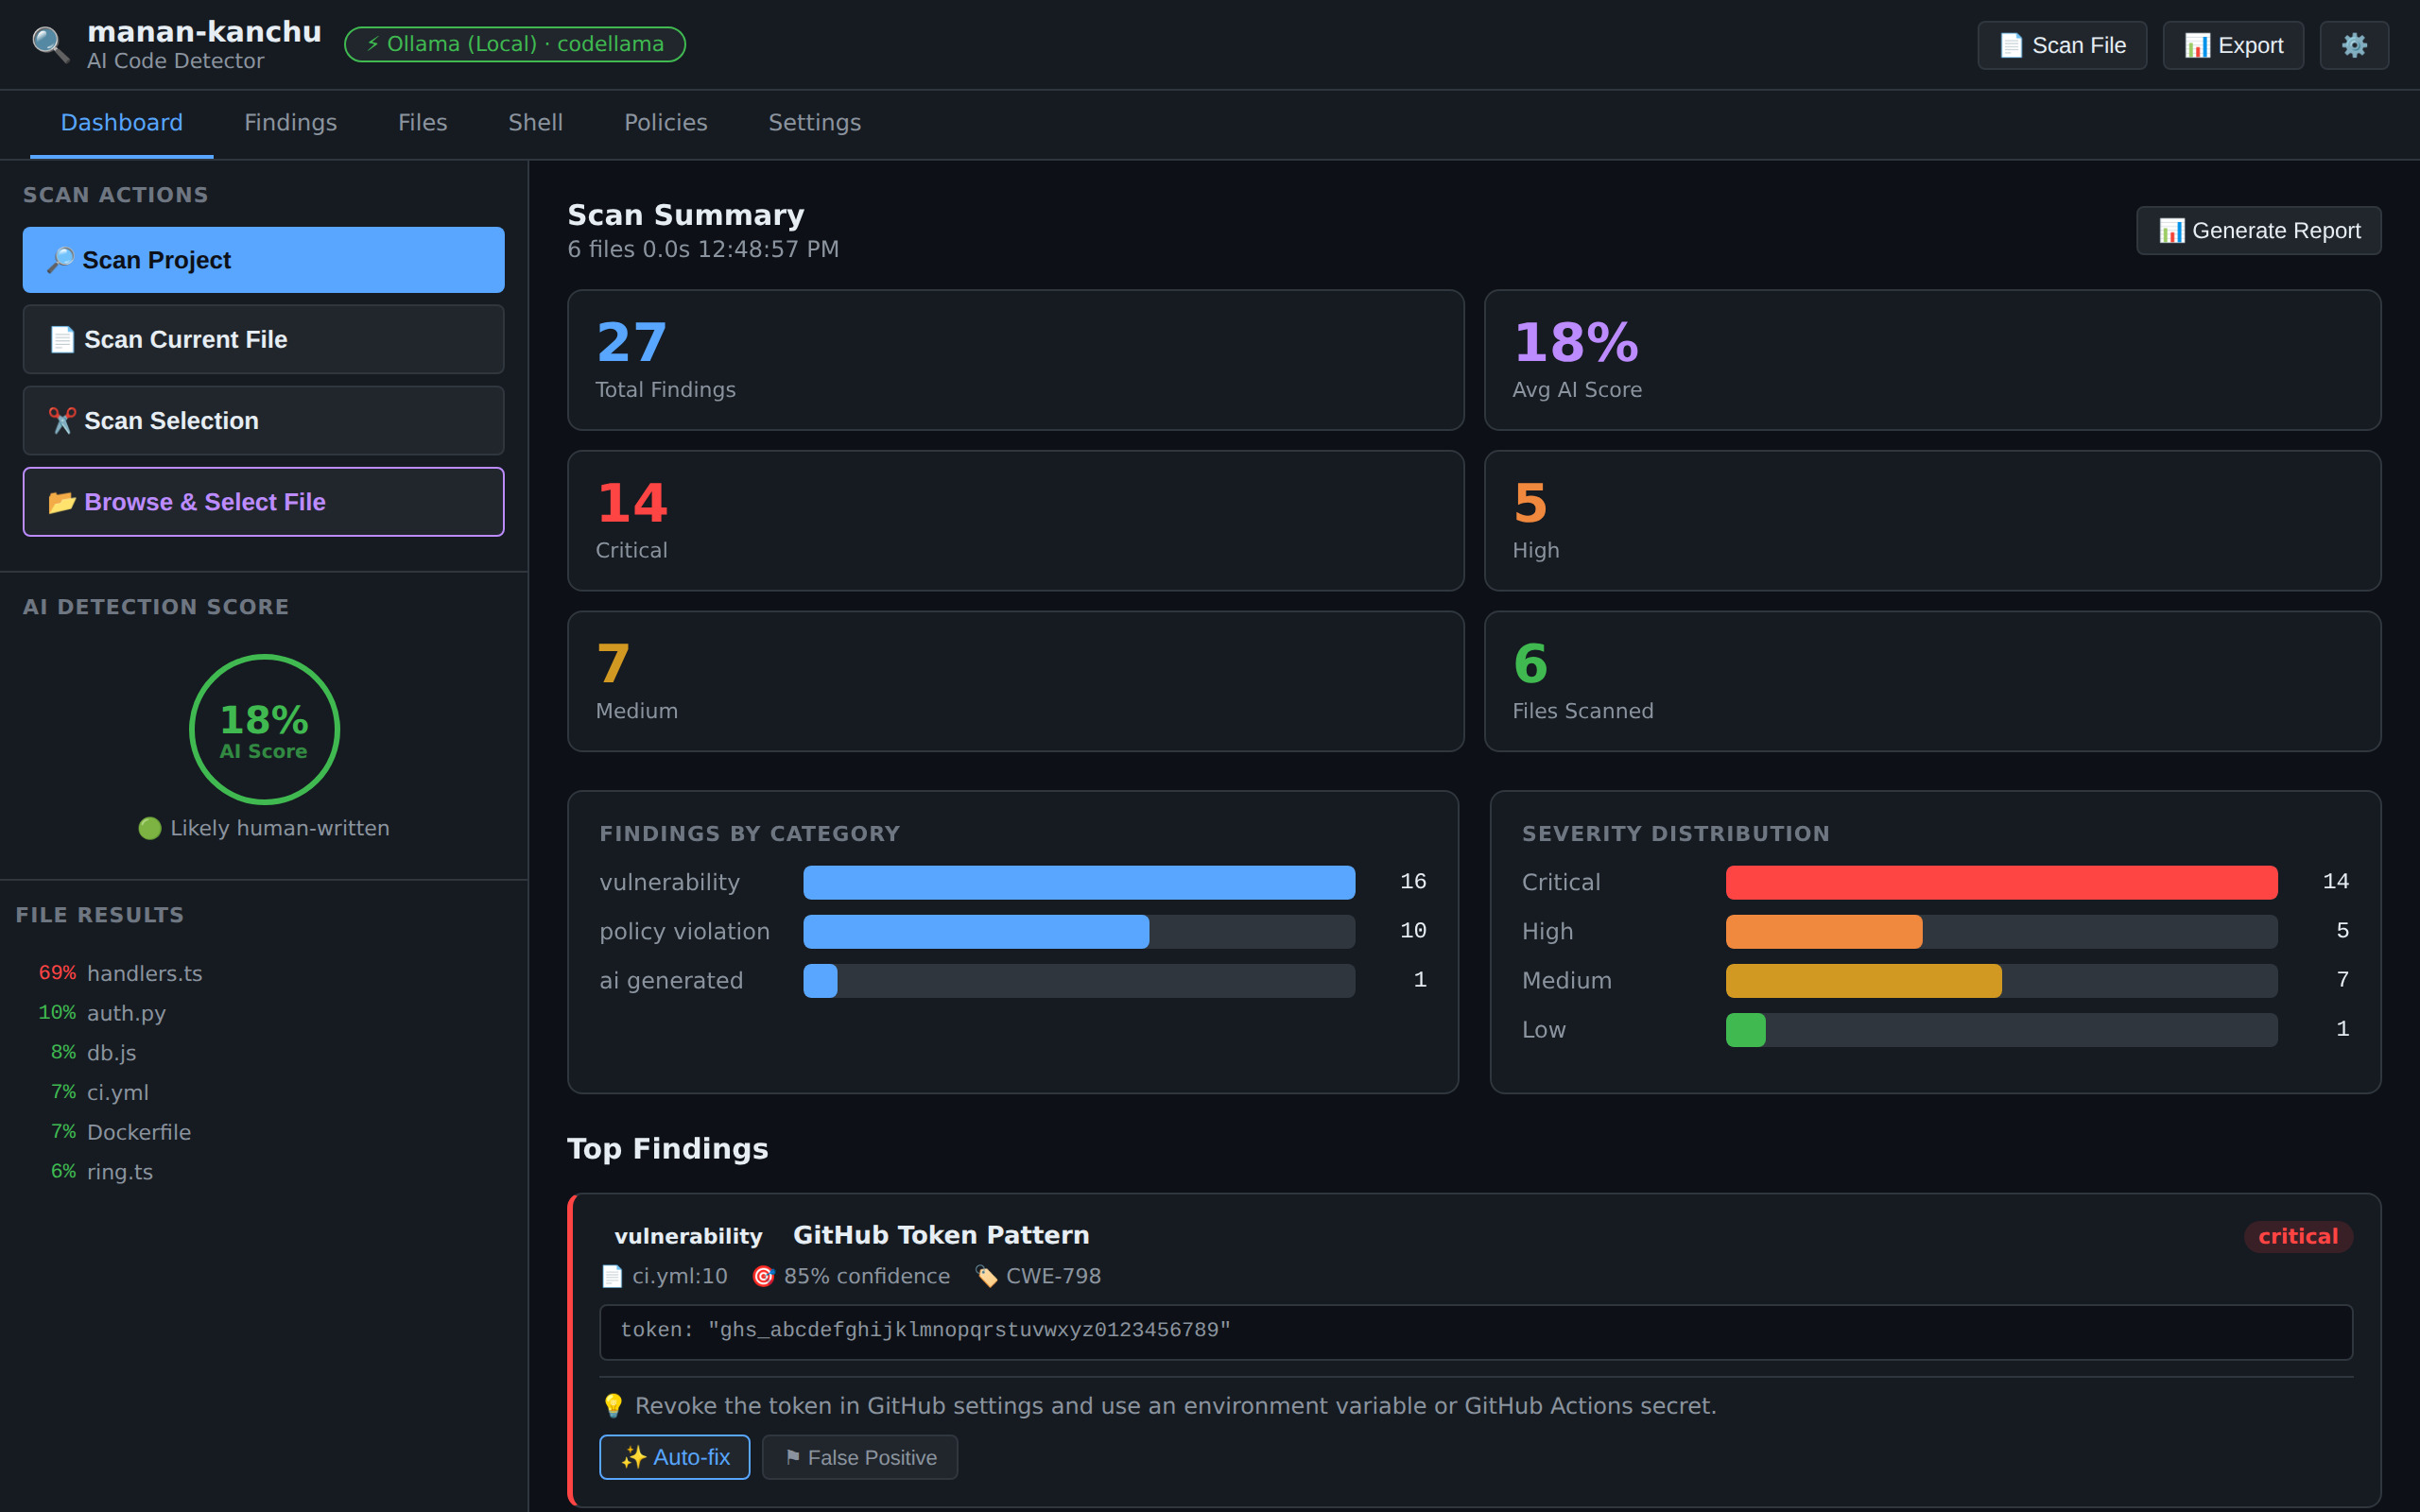 🔍 manan-kanchu
AI Code Detector
⚡ Ollama (Local) · codellama
📄 Scan File
📊 Export
⚙️
Dashboard
Findings
Files
Shell
Policies
Settings
SCAN ACTIONS
🔎 Scan Project
📄 Scan Current File
✂️ Scan Selection
📂 Browse & Select File
AI DETECTION SCORE
18%
AI Score
🟢 Likely human-written
FILE RESULTS
69% handlers.ts
10% auth.py
8% db.js
7% ci.yml
7% Dockerfile
6% ring.ts
Scan Summary
6 files 0.0s 12:48:57 PM
📊 Generate Report
27
Total Findings
18%
Avg AI Score
14
Critical
5
High
7
Medium
6
Files Scanned
FINDINGS BY CATEGORY
vulnerability 16
policy violation 10
ai generated 1
SEVERITY DISTRIBUTION
Critical 14
High 5
Medium 7
Low 1
Top Findings
vulnerability GitHub Token Pattern critical
📄 ci.yml:10 🎯 85% confidence 🏷️ CWE-798
token: "ghs_abcdefghijklmnopqrstuvwxyz0123456789"
💡 Revoke the token in GitHub settings and use an environment variable or GitHub Actions secret.
✨ Auto-fix
⚑ False Positive